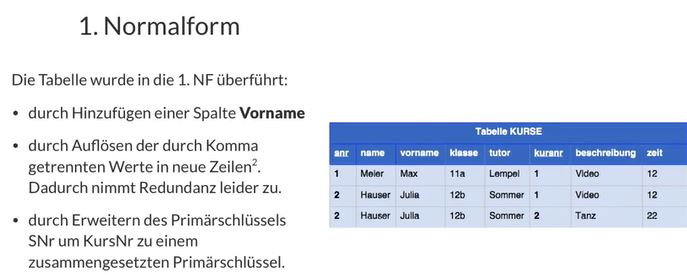 1. Normalform
Die Tabelle wurde in die 1. NF überführt:
• durch Hinzufügen einer Spalte Vorname
• durch Auflösen der durch Komma
getrennten Werte in neue Zeilen².
Dadurch nimmt Redundanz leider zu.
• durch Erweitern des Primärschlüssels
SNr um KursNr zu einem
zusammengesetzten Primärschlüssel.
Tabelle KURSE
anr name vorname klasse tutor kursnr beschreibung zeit
1 Meier Max 11a Lempel 1 Video 12
2 Hauser Julia 12b Sommer 1 Video 12
2 Hauser Julia 12b Sommer 2 Tanz 22